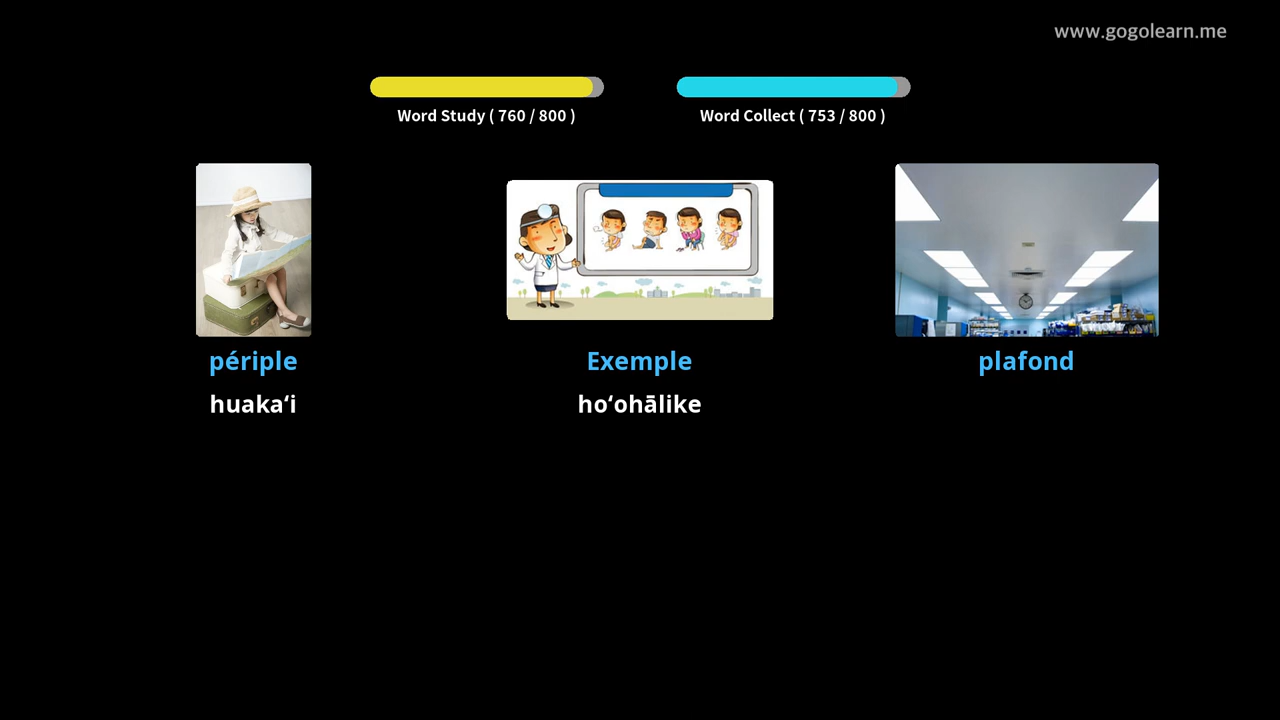 www.gogolearn.me
Word Study ( 760 / 800 )
Word Collect ( 753 / 800 )
périple
Exemple
plafond
huakaʻi
hoʻohālike